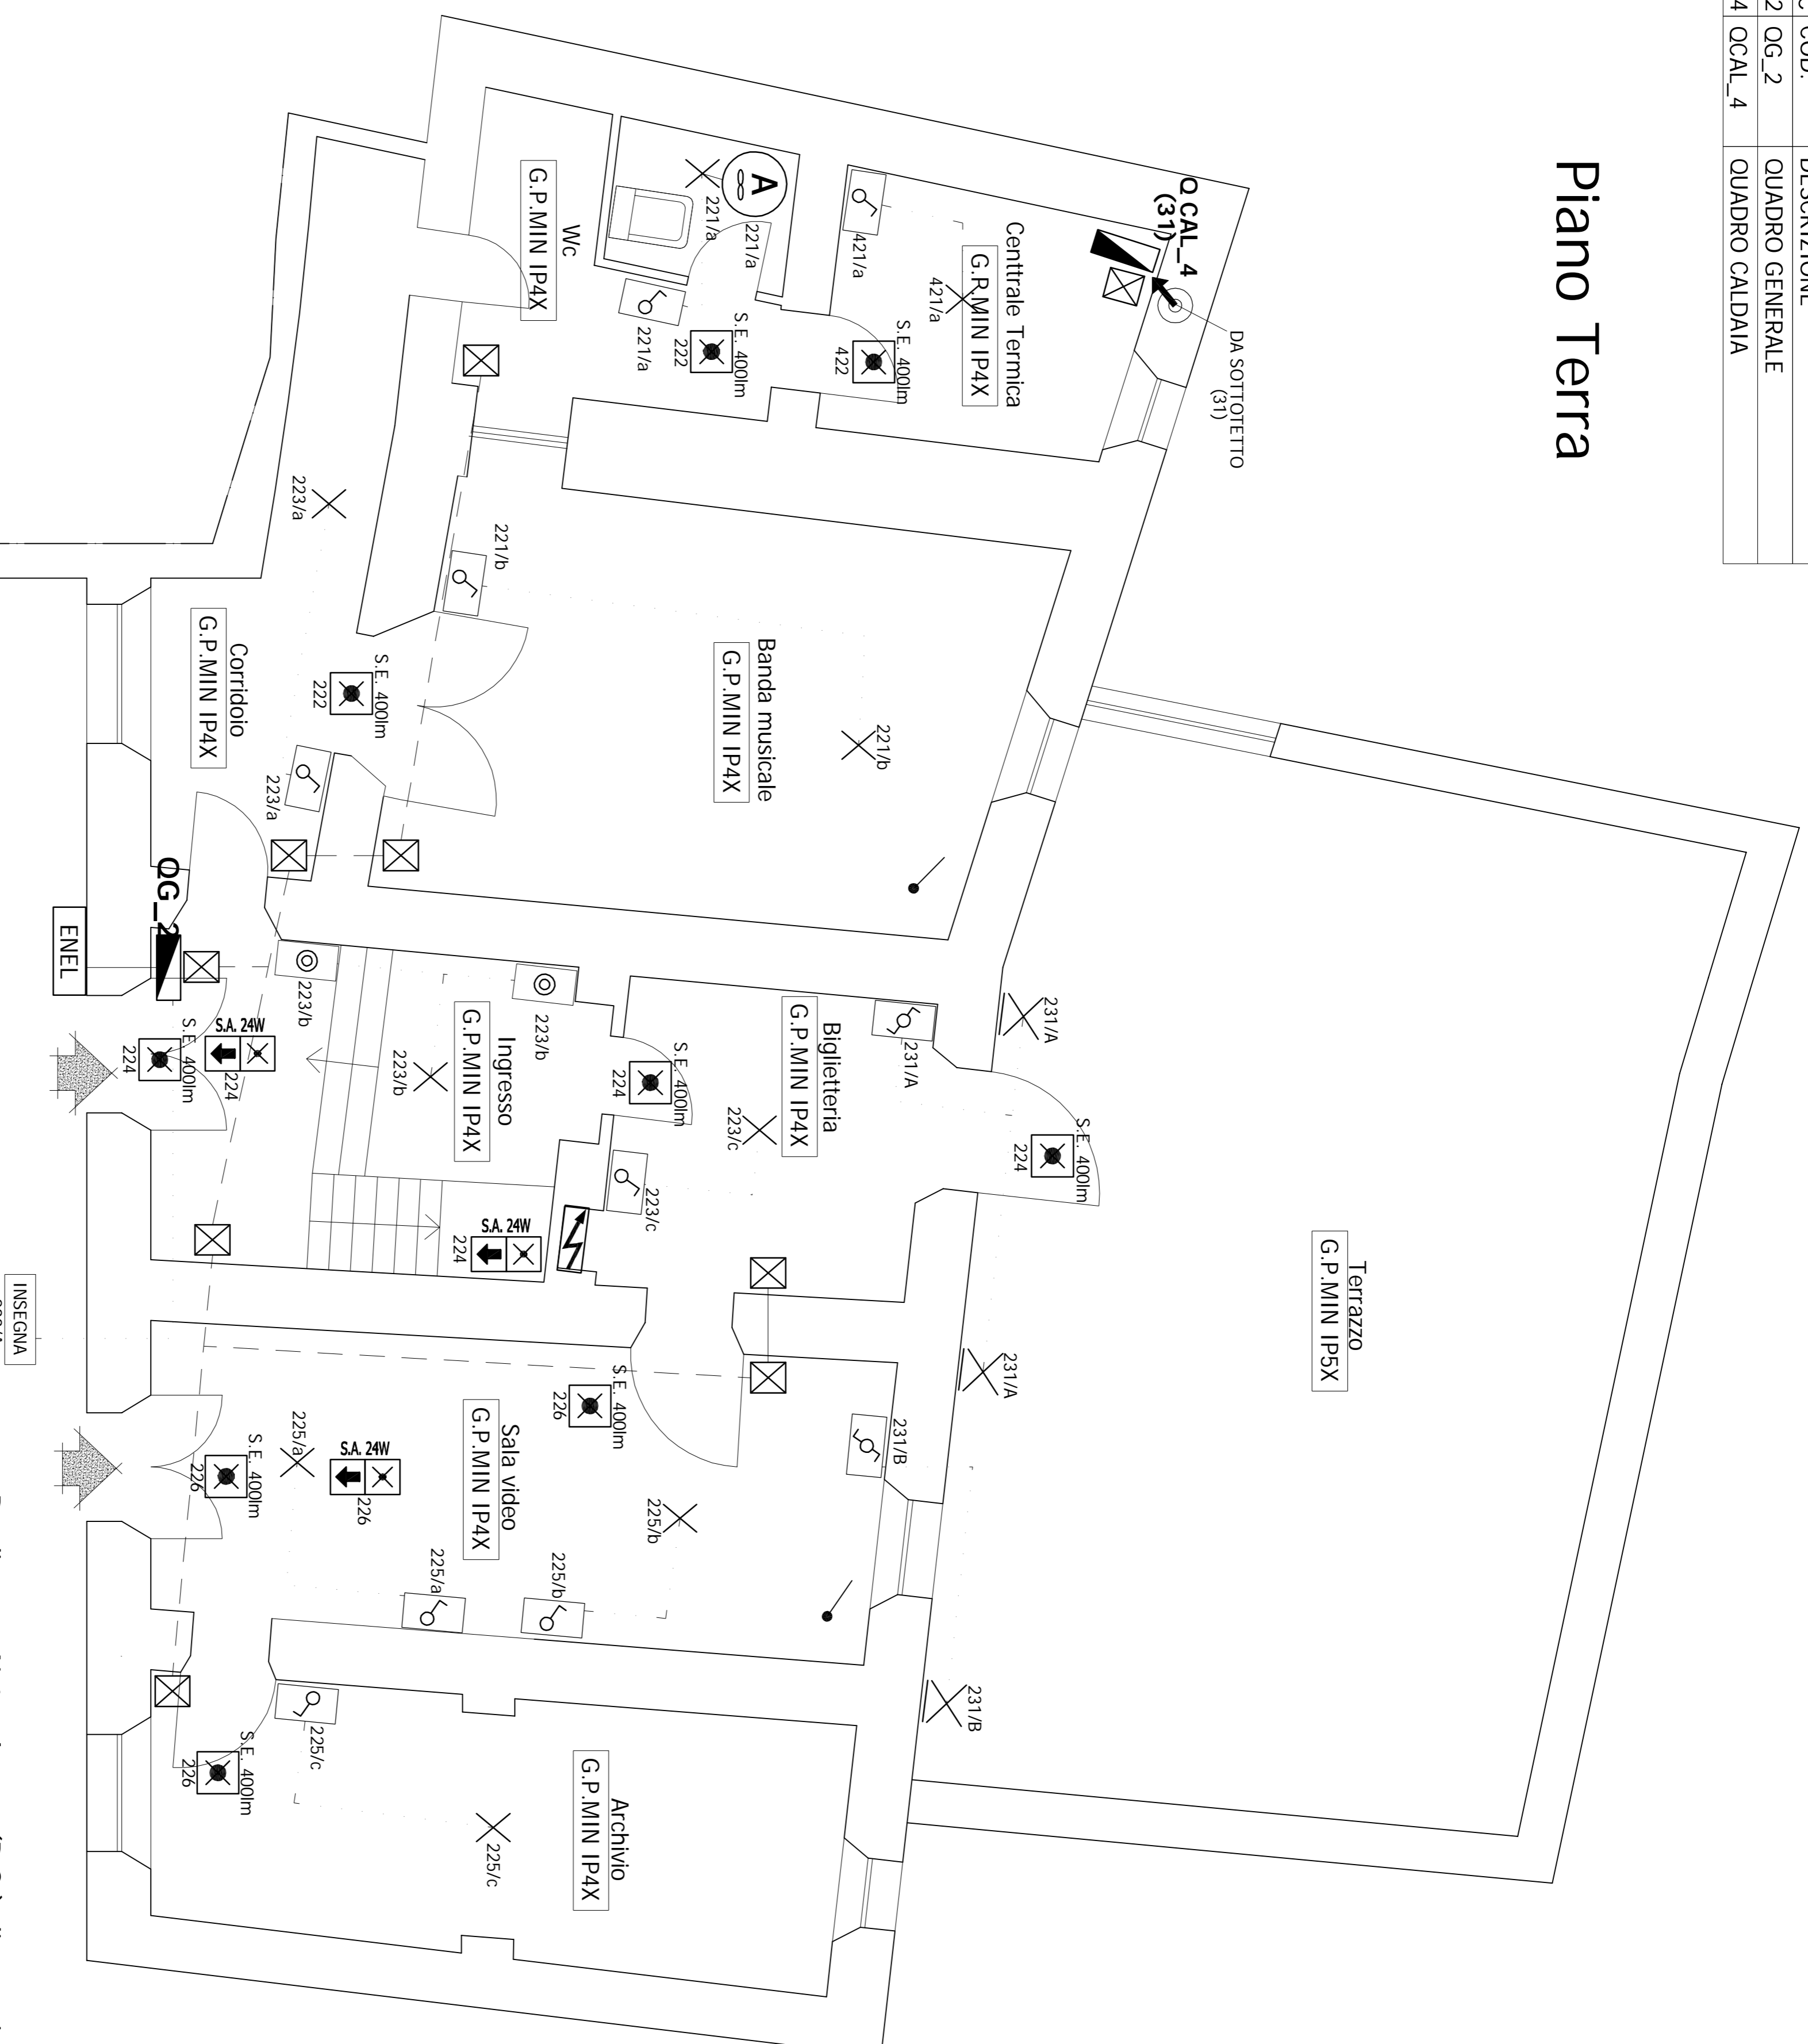 COD.
DESCRIZIONE
2 QG_2 QUADRO GENERALE
4 QCAL_4 QUADRO CALDAIA
Piano Terra
DA SOTTOTETTO
(31)
Q CAL_4
(31)
Centtrale Termica
G.P.MIN IP4X
421/a
421/a
S.E. 400lm
422
A
221/a
221/a
221/a
S.E. 400lm
222
Wc
G.P.MIN IP4X
223/a
221/b
Banda musicale
G.P.MIN IP4X
221/b
S.E. 400lm
222
Corridoio
G.P.MIN IP4X
223/a
QG_2
ENEL
223/b
223/b
S.A. 24W
224
S.E. 400lm
224
Ingresso
G.P.MIN IP4X
223/b
S.E. 400lm
224
Biglietteria
G.P.MIN IP4X
231/A
231/A
223/c
223/c
S.E. 400lm
224
S.A. 24W
224
Terrazzo
G.P.MIN IP5X
231/A
231/B
231/B
INSEGNA
S.E. 400lm
226
Sala video
G.P.MIN IP4X
225/a
S.A. 24W
226
S.E. 400lm
226
225/b
225/a
225/b
225/c
S.E. 400lm
226
Archivio
G.P.MIN IP4X
225/c